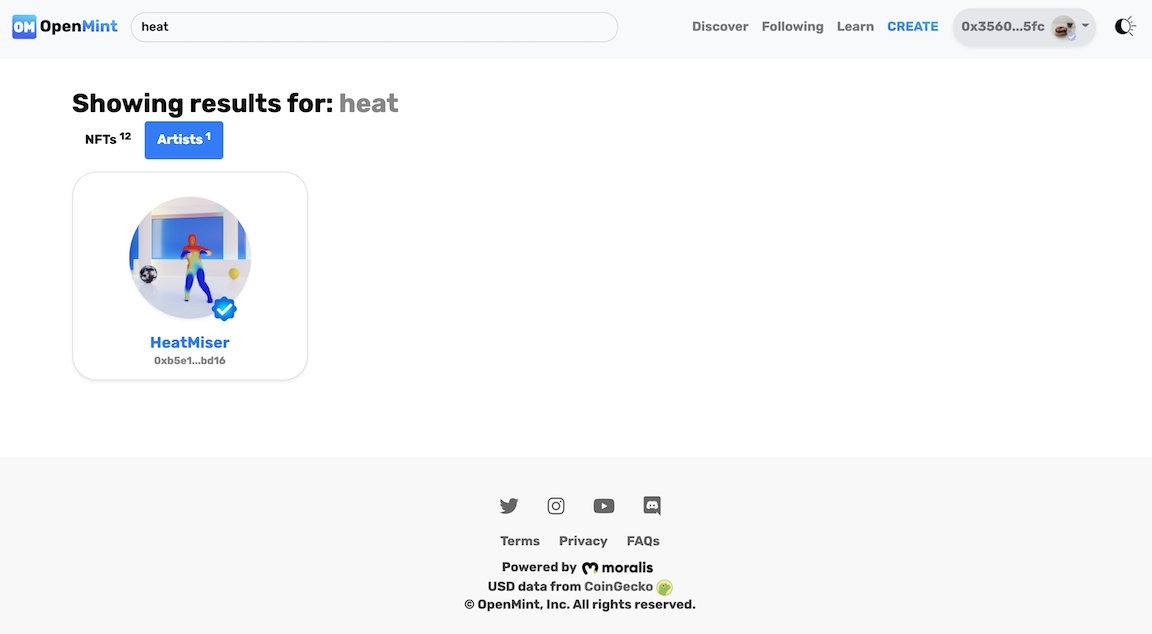 OM OpenMint
heat
Discover Following Learn CREATE 0x3560...5fc
Showing results for: heat
NFTs 12 Artists 1
HeatMiser
0xb5e1...bd16
Terms Privacy FAQs
Powered by moralis
USD data from CoinGecko
© OpenMint, Inc. All rights reserved.